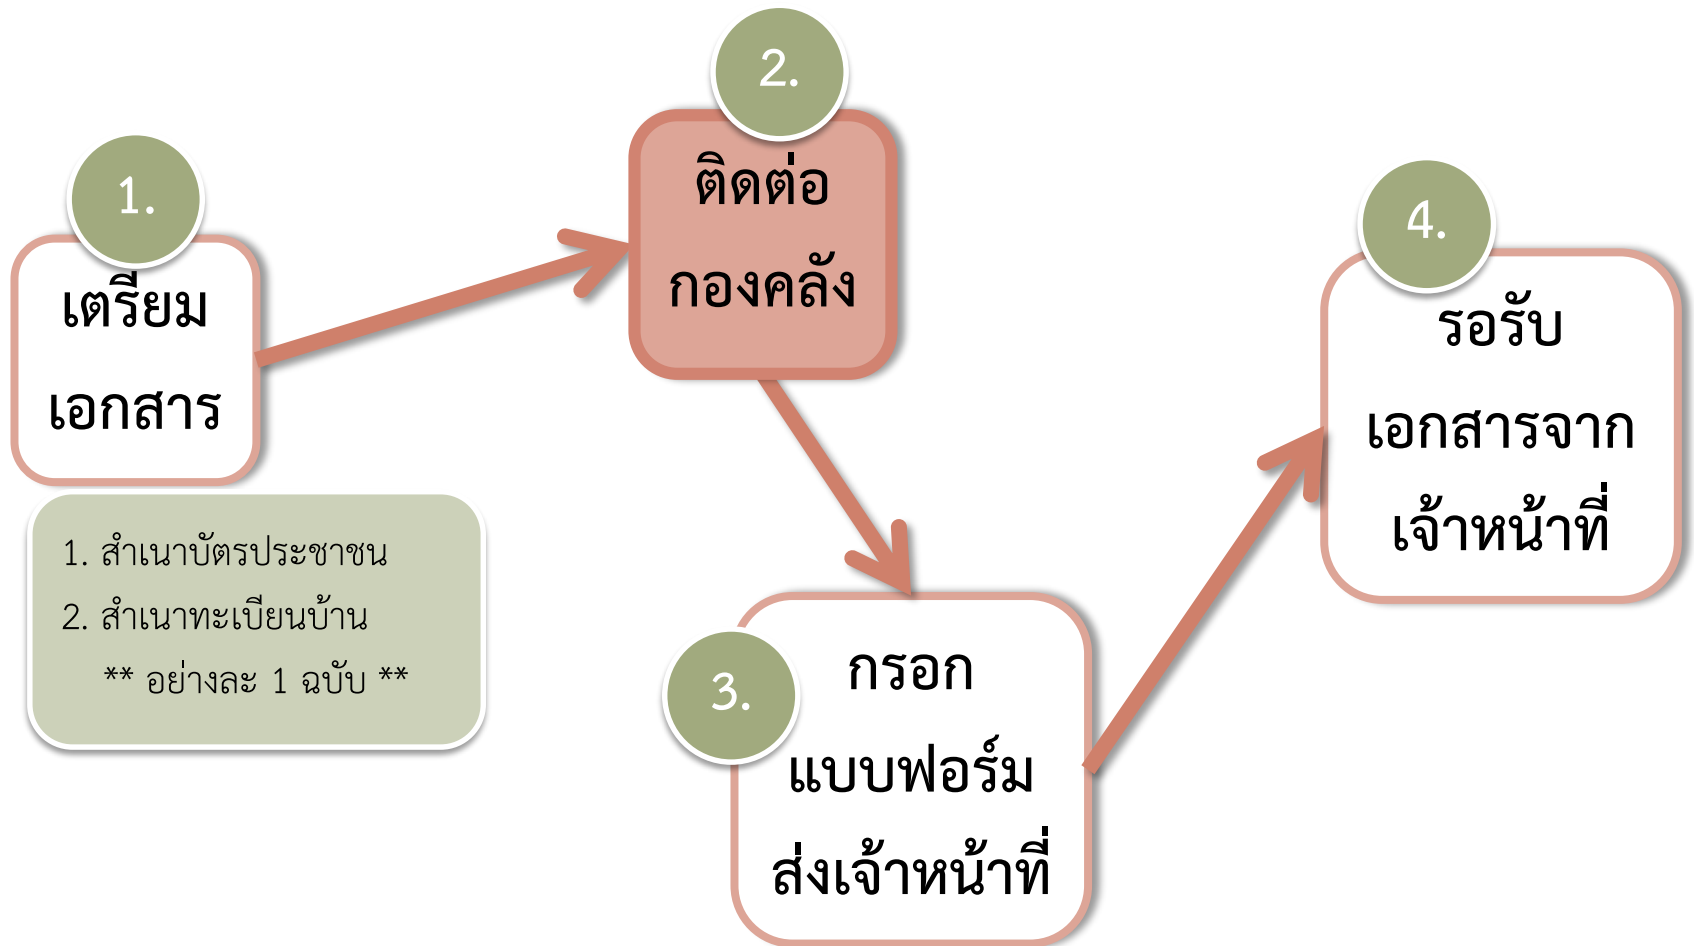 1.
เตรียม
เอกสาร
1. สำเนาบัตรประชาชน
2. สำเนาทะเบียนบ้าน
** อย่างละ 1 ฉบับ **
2.
ติดต่อ
กองคลัง
3.
กรอก
แบบฟอร์ม
ส่งเจ้าหน้าที่
4.
รอรับ
เอกสารจาก
เจ้าหน้าที่